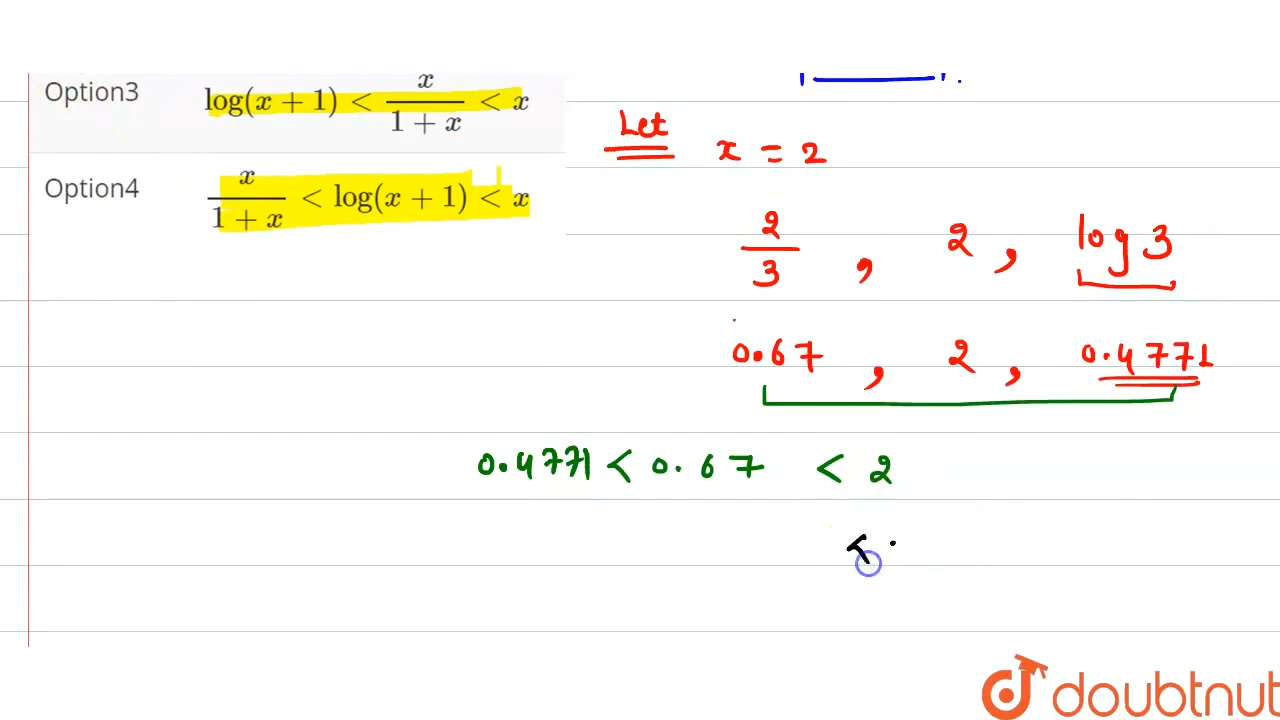 Option3 log(x + 1) < x/(1 + x) < x
Option4 x/(1 + x) < log(x + 1) < x
Let x = 2
2/3 , 2 , log 3
0.67 , 2 , 0.4771
0.4771 < 0.67 < 2
doubtnut